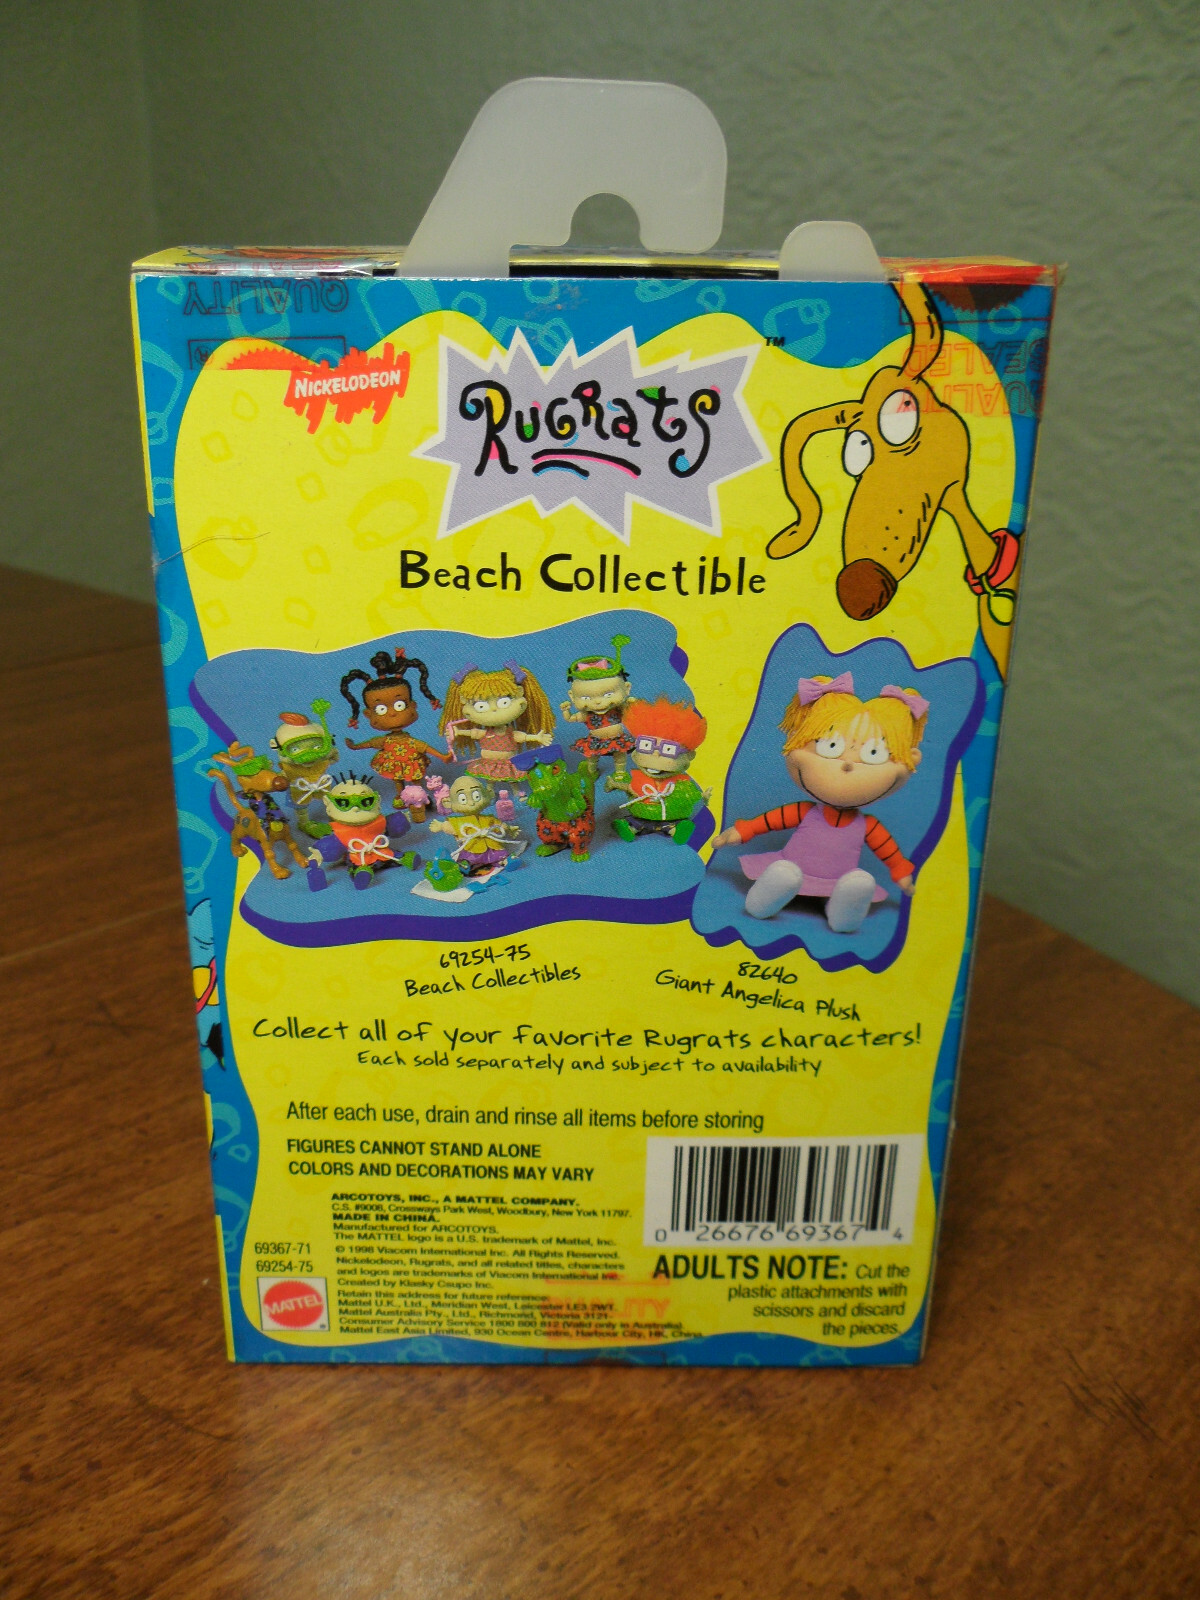 QUALITY
®
SEALED
QUALITY
NICKELODEON
RUGRATS
TM
Beach Collectible
69254-75
Beach Collectibles
82640
Giant Angelica Plush
Collect all of your favorite Rugrats characters!
Each sold separately and subject to availability
After each use, drain and rinse all items before storing
FIGURES CANNOT STAND ALONE
COLORS AND DECORATIONS MAY VARY
ARCOTOYS, INC., A MATTEL COMPANY.
C.S. #9006, Crossways Park West, Woodbury, New York 11797.
MADE IN CHINA.
Manufactured for ARCOTOYS.
The MATTEL logo is a U.S. trademark of Mattel, Inc.
© 1998 Viacom International Inc. All Rights Reserved.
Nickelodeon, Rugrats, and all related titles, characters
and logos are trademarks of Viacom International Inc.
Created by Klasky Csupo Inc.
Retain this address for future reference:
Mattel U.K., Ltd., Meridian West, Leicester LE3 2WT.
Mattel Australia Pty., Ltd., Richmond, Victoria 3121.
Consumer Advisory Service 1800 800 812 (Valid only in Australia).
Mattel East Asia Limited, 930 Ocean Centre, Harbour City, HK, China
69367-71
69254-75
MATTEL
®
0 26676 69367 4
ADULTS NOTE: Cut the
plastic attachments with
scissors and discard
the pieces.